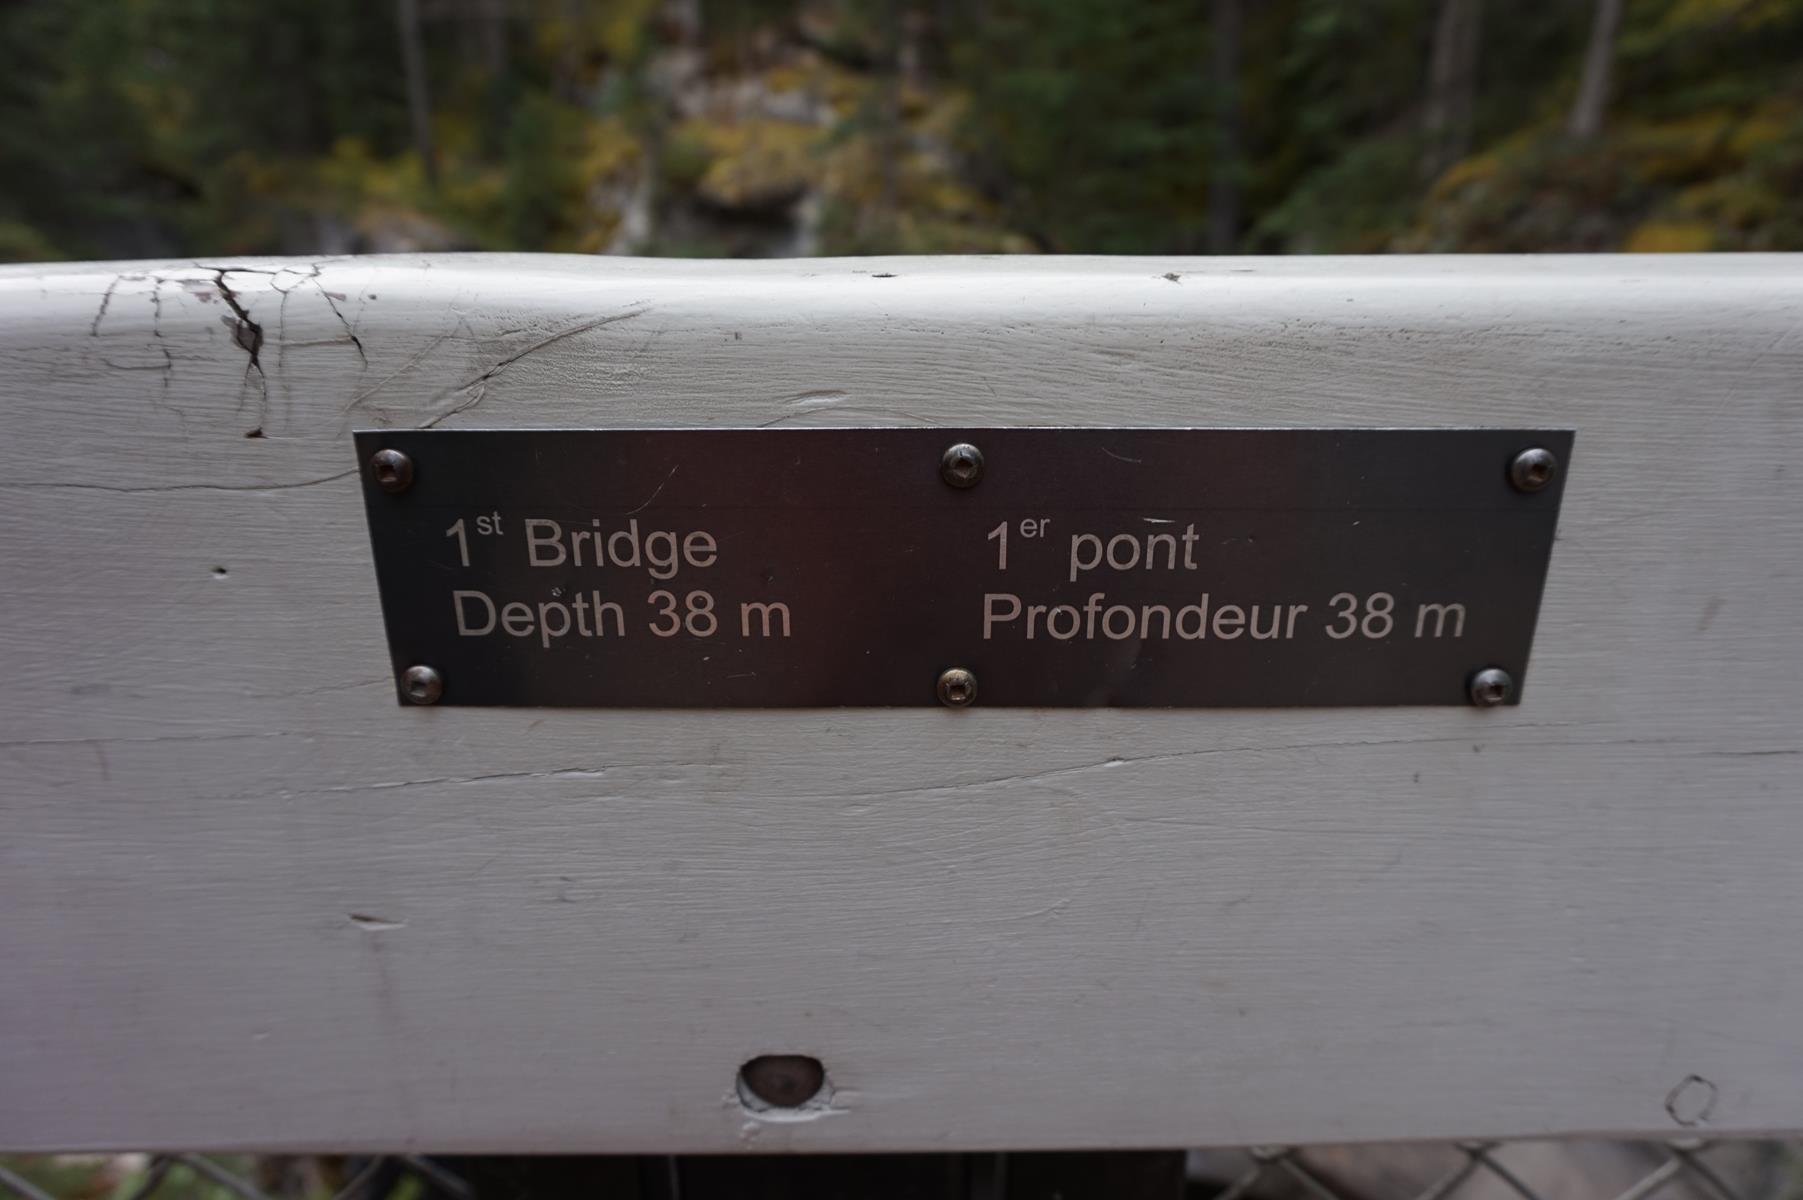 1st Bridge
Depth 38 m
1er pont
Profondeur 38 m